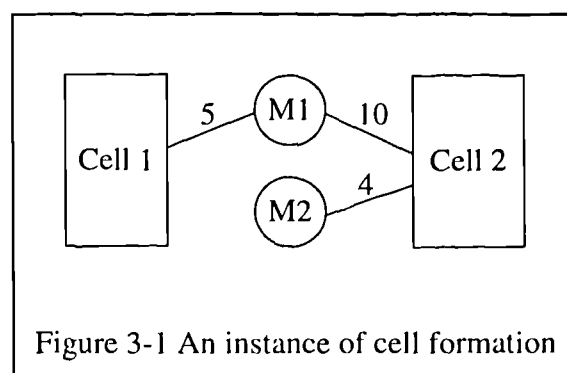 5 M1 10
Cell 1 Cell 2
M2 4
Figure 3-1 An instance of cell formation